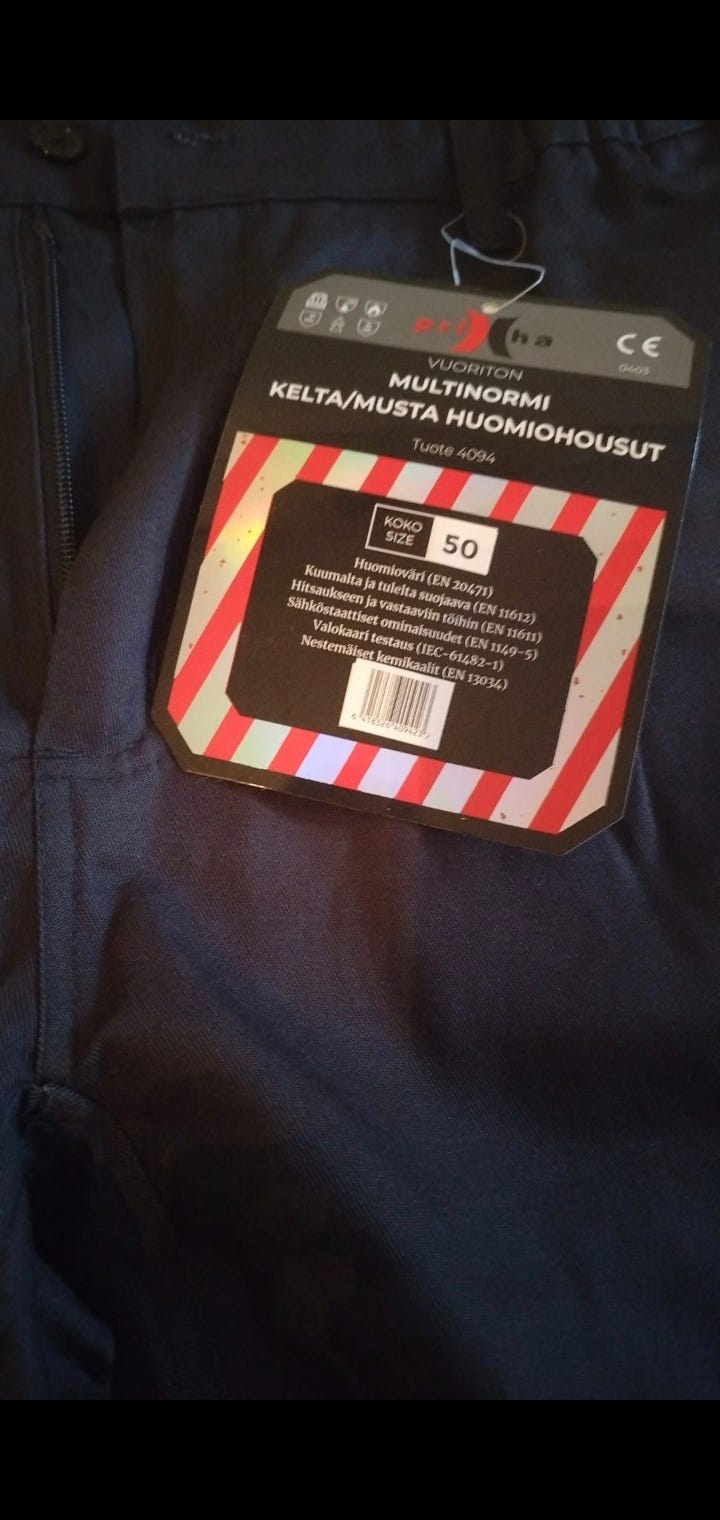 pri ha
CE
0403
VUORITON
MULTINORMI
KELTA/MUSTA HUOMIOHOUSUT
Tuote 4094
KOKO
SIZE
50
Huomioväri (EN 20471)
Kuumalta ja tulelta suojaava (EN 11612)
Hitsaukseen ja vastaaviin töihin (EN 11611)
Sähköstaattiset ominaisuudet (EN 1149-5)
Valokaari testaus (IEC-61482-1)
Nestemäiset kemikaalit (EN 13034)